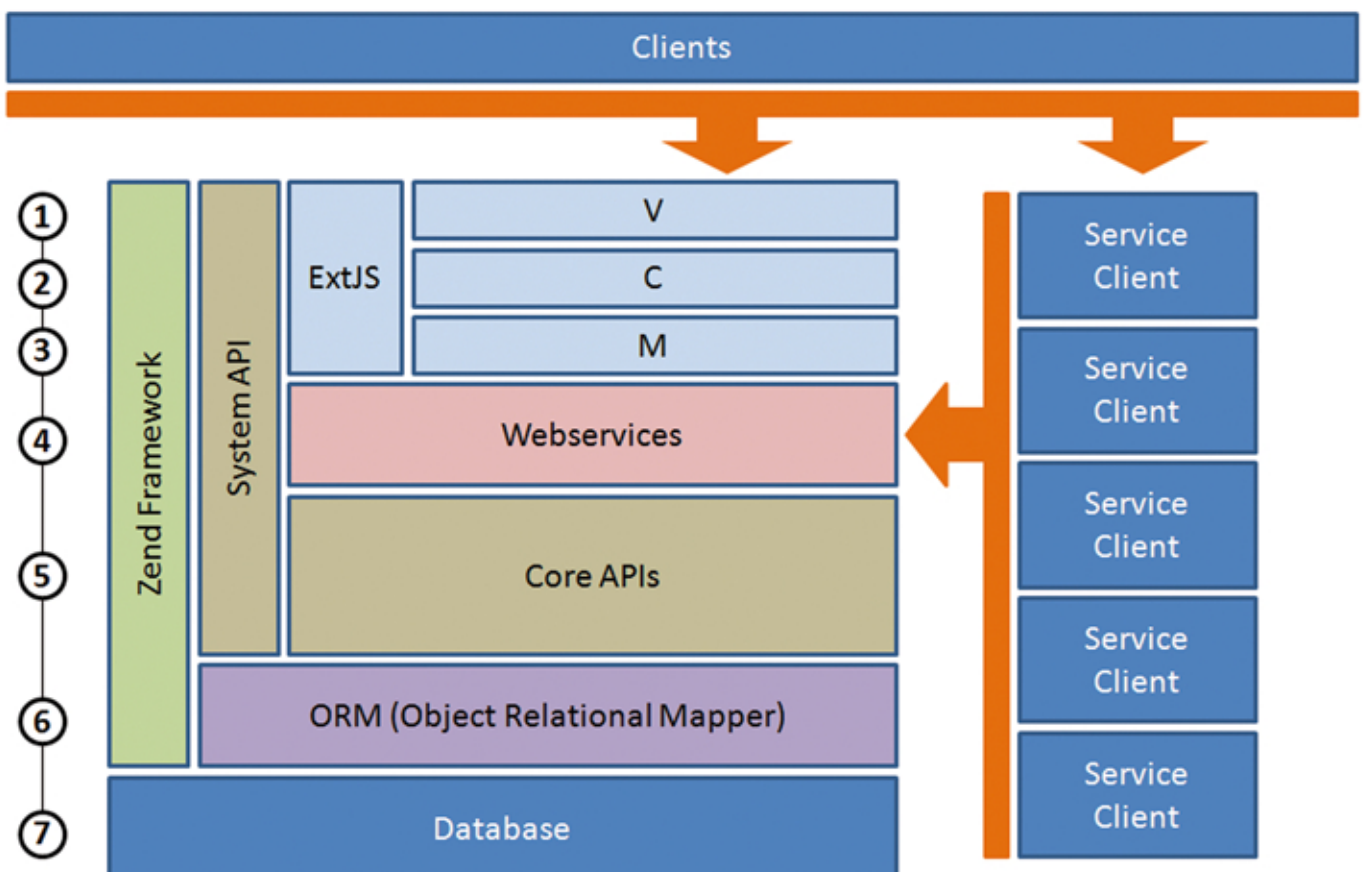 Clients
1
2
3
4
5
6
7
Zend Framework
System API
ExtJS
V
C
M
Webservices
Core APIs
ORM (Object Relational Mapper)
Database
Service
Client
Service
Client
Service
Client
Service
Client
Service
Client